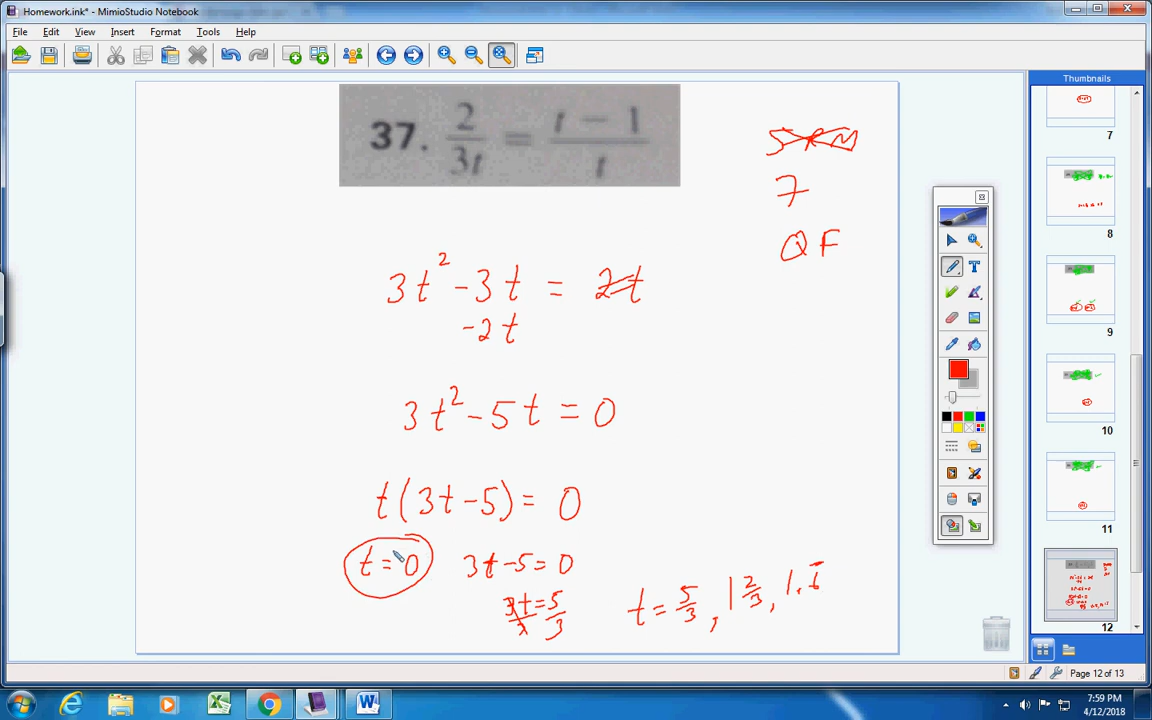 Homework.ink* - MimioStudio Notebook
File Edit View Insert Format Tools Help
Thumbnails
37. 2/3t = t - 1/t
7
QF
3t² - 3t = 2t
-2t
3t² - 5t = 0
t(3t - 5) = 0
t = 0 3t - 5 = 0
3t/3 = 5/3
t = 5/3, 1 2/3, 1.6̄
7
8
9
10
11
12
Page 12 of 13
7:59 PM
4/12/2018